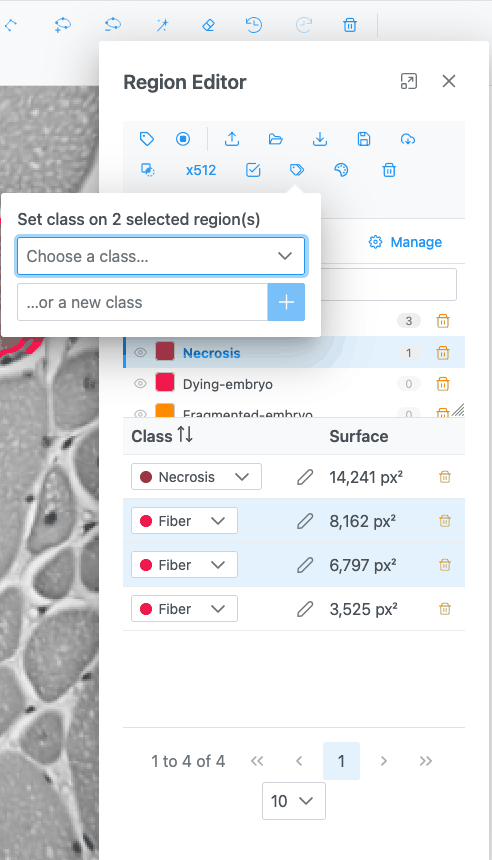 Region Editor
x512
Set class on 2 selected region(s)
Choose a class...
Manage
...or a new class
3
Necrosis 1
Dying-embryo 0
Fragmented-embryo 0
Class Surface
Necrosis 14,241 px²
Fiber 8,162 px²
Fiber 6,797 px²
Fiber 3,525 px²
1 to 4 of 4 1
10